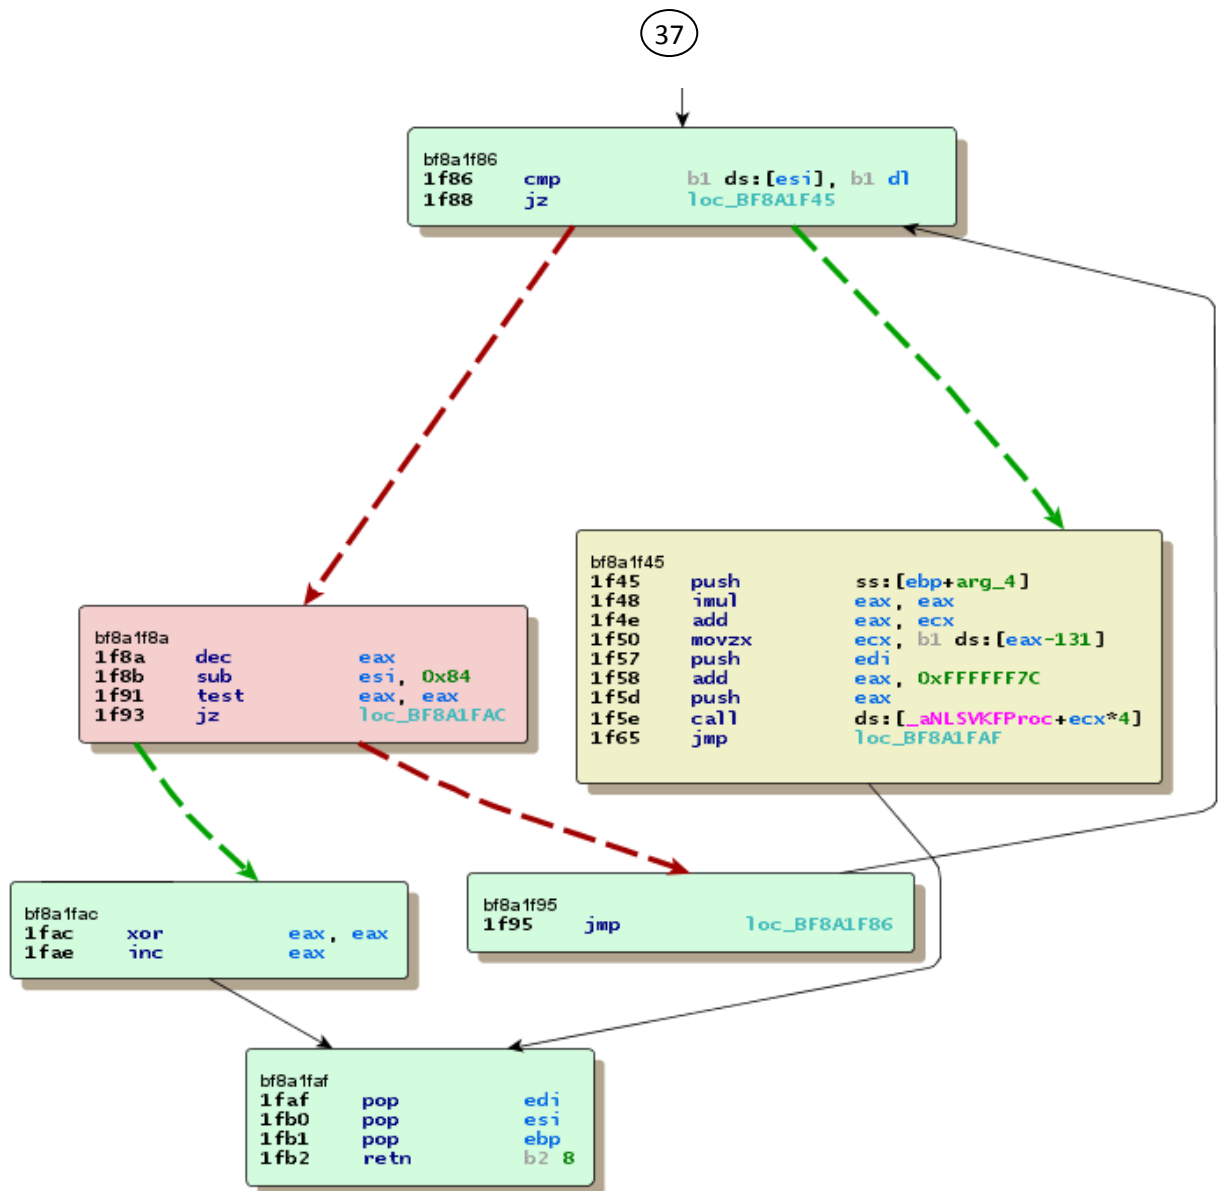 37
bf8a1f86
1f86 cmp b1 ds:[esi], b1 dl
1f88 jz loc_BF8A1F45
bf8a1f45
1f45 push ss:[ebp+arg_4]
1f48 imul eax, eax
1f4e add eax, ecx
1f50 movzx ecx, b1 ds:[eax-131]
1f57 push edi
1f58 add eax, 0xFFFFFF7C
1f5d push eax
1f5e call ds:[_aNLSVKFProc+ecx*4]
1f65 jmp loc_BF8A1FAF
bf8a1f8a
1f8a dec eax
1f8b sub esi, 0x84
1f91 test eax, eax
1f93 jz loc_BF8A1FAC
bf8a1fac
1fac xor eax, eax
1fae inc eax
bf8a1f95
1f95 jmp loc_BF8A1F86
bf8a1faf
1faf pop edi
1fb0 pop esi
1fb1 pop ebp
1fb2 retn b2 8